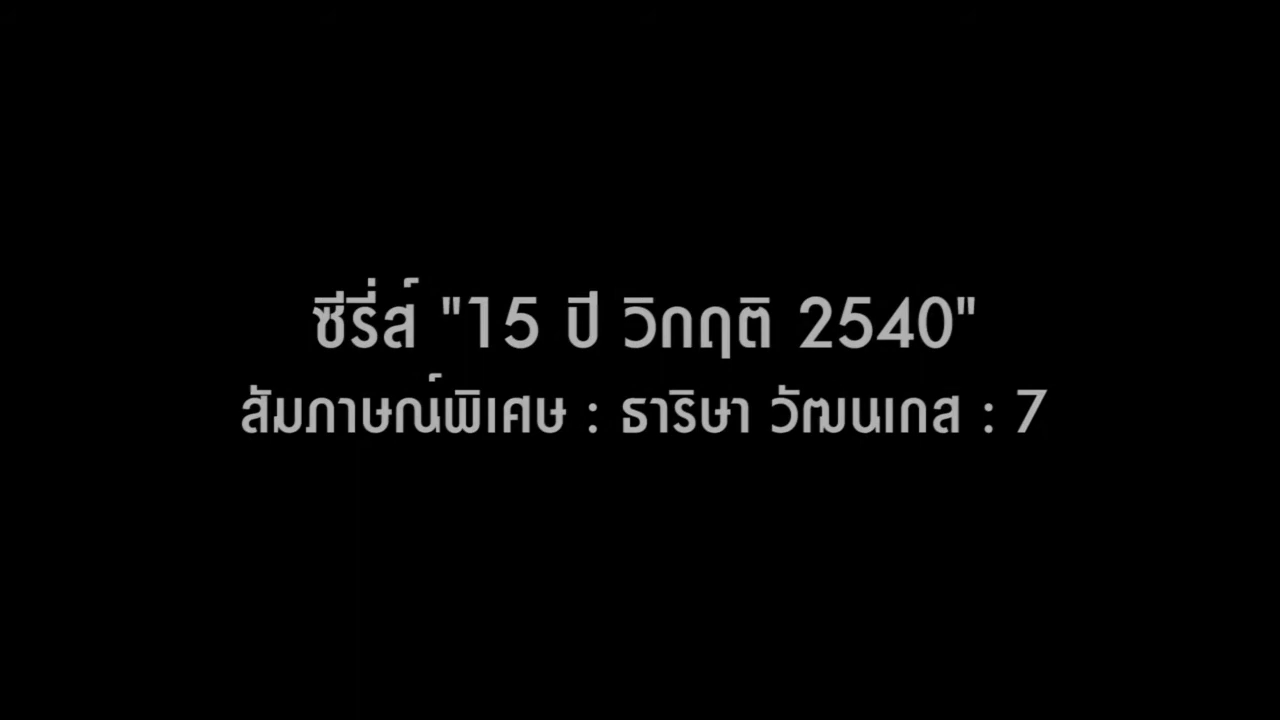 ซีรี่ส์ "15 ปี วิกฤติ 2540"
สัมภาษณ์พิเศษ : ธาริษา วัฒนเกส : 7